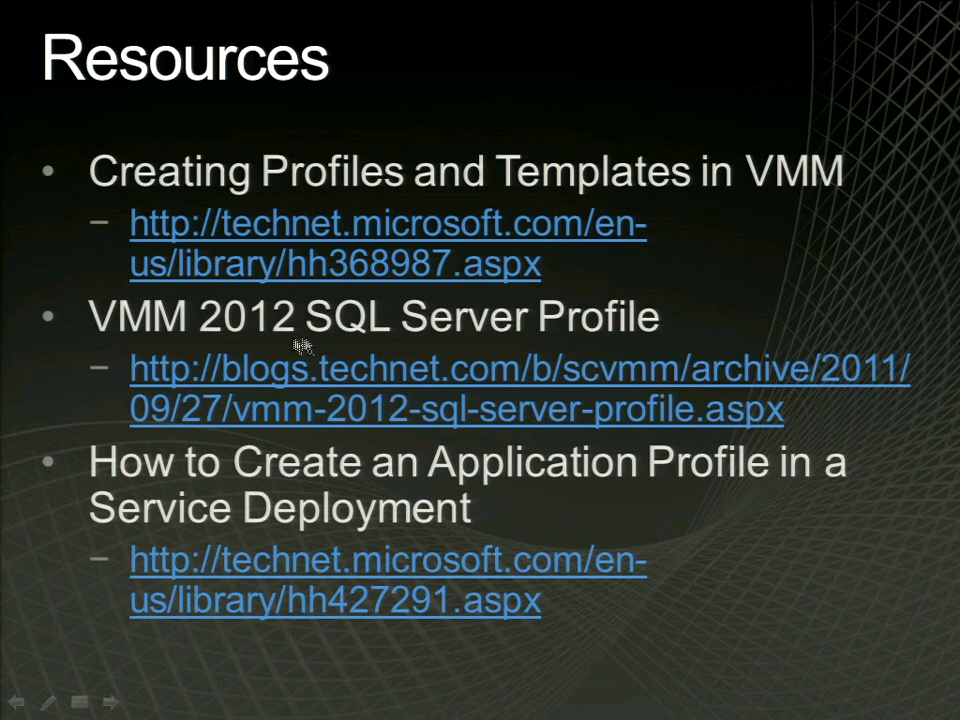 Resources
• Creating Profiles and Templates in VMM
– http://technet.microsoft.com/en-
us/library/hh368987.aspx
• VMM 2012 SQL Server Profile
– http://blogs.technet.com/b/scvmm/archive/2011/
09/27/vmm-2012-sql-server-profile.aspx
• How to Create an Application Profile in a
Service Deployment
– http://technet.microsoft.com/en-
us/library/hh427291.aspx